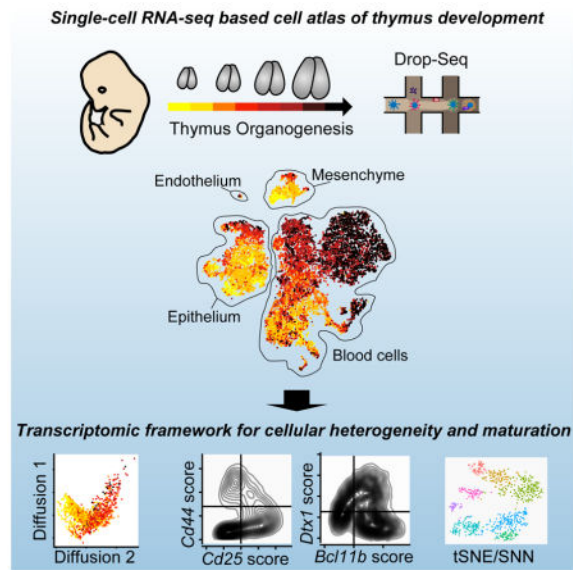 Single-cell RNA-seq based cell atlas of thymus development
Drop-Seq
Thymus Organogenesis
Endothelium
Mesenchyme
Epithelium
Blood cells
Transcriptomic framework for cellular heterogeneity and maturation
Diffusion 1
Diffusion 2
Cd44 score
Cd25 score
Dtx1 score
Bcl11b score
tSNE/SNN